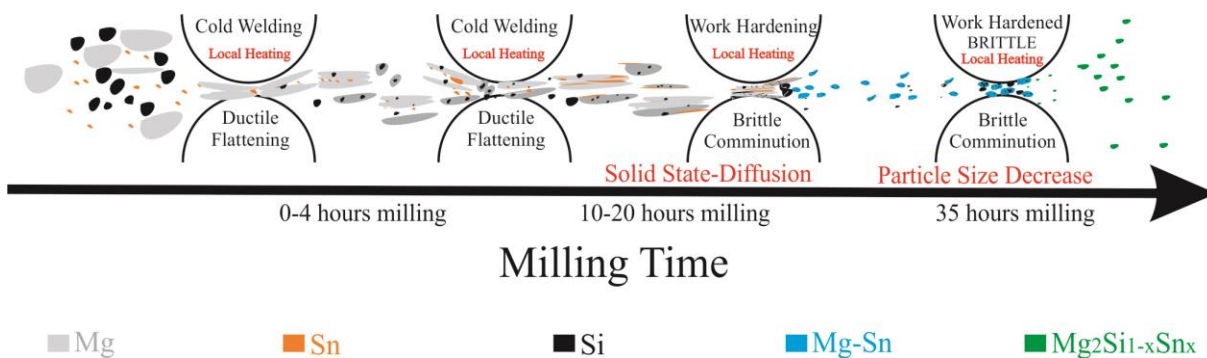 Cold Welding
Local Heating
Ductile
Flattening
Cold Welding
Local Heating
Ductile
Flattening
Work Hardening
Local Heating
Brittle
Comminution
Work Hardened
BRITTLE
Local Heating
Brittle
Comminution
Solid State-Diffusion
Particle Size Decrease
0-4 hours milling
10-20 hours milling
35 hours milling
Milling Time
Mg
Sn
Si
Mg-Sn
Mg2Si1-xSnx